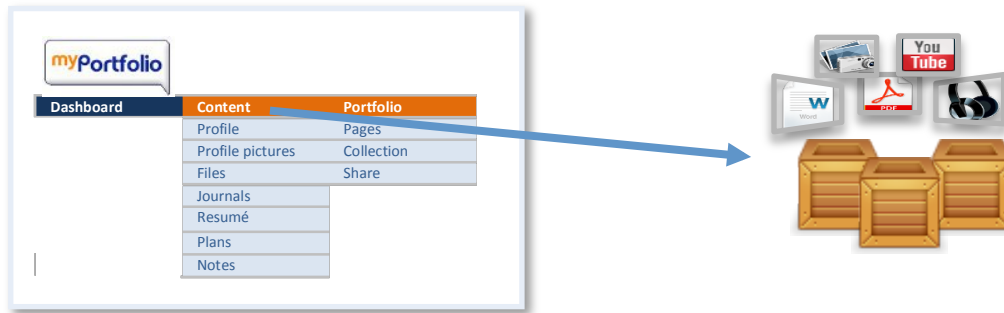 myPortfolio
Dashboard Content Portfolio
Profile Pages
Profile pictures Collection
Files Share
Journals
Resumé
Plans
Notes
You
Tube
W
Word
PDF